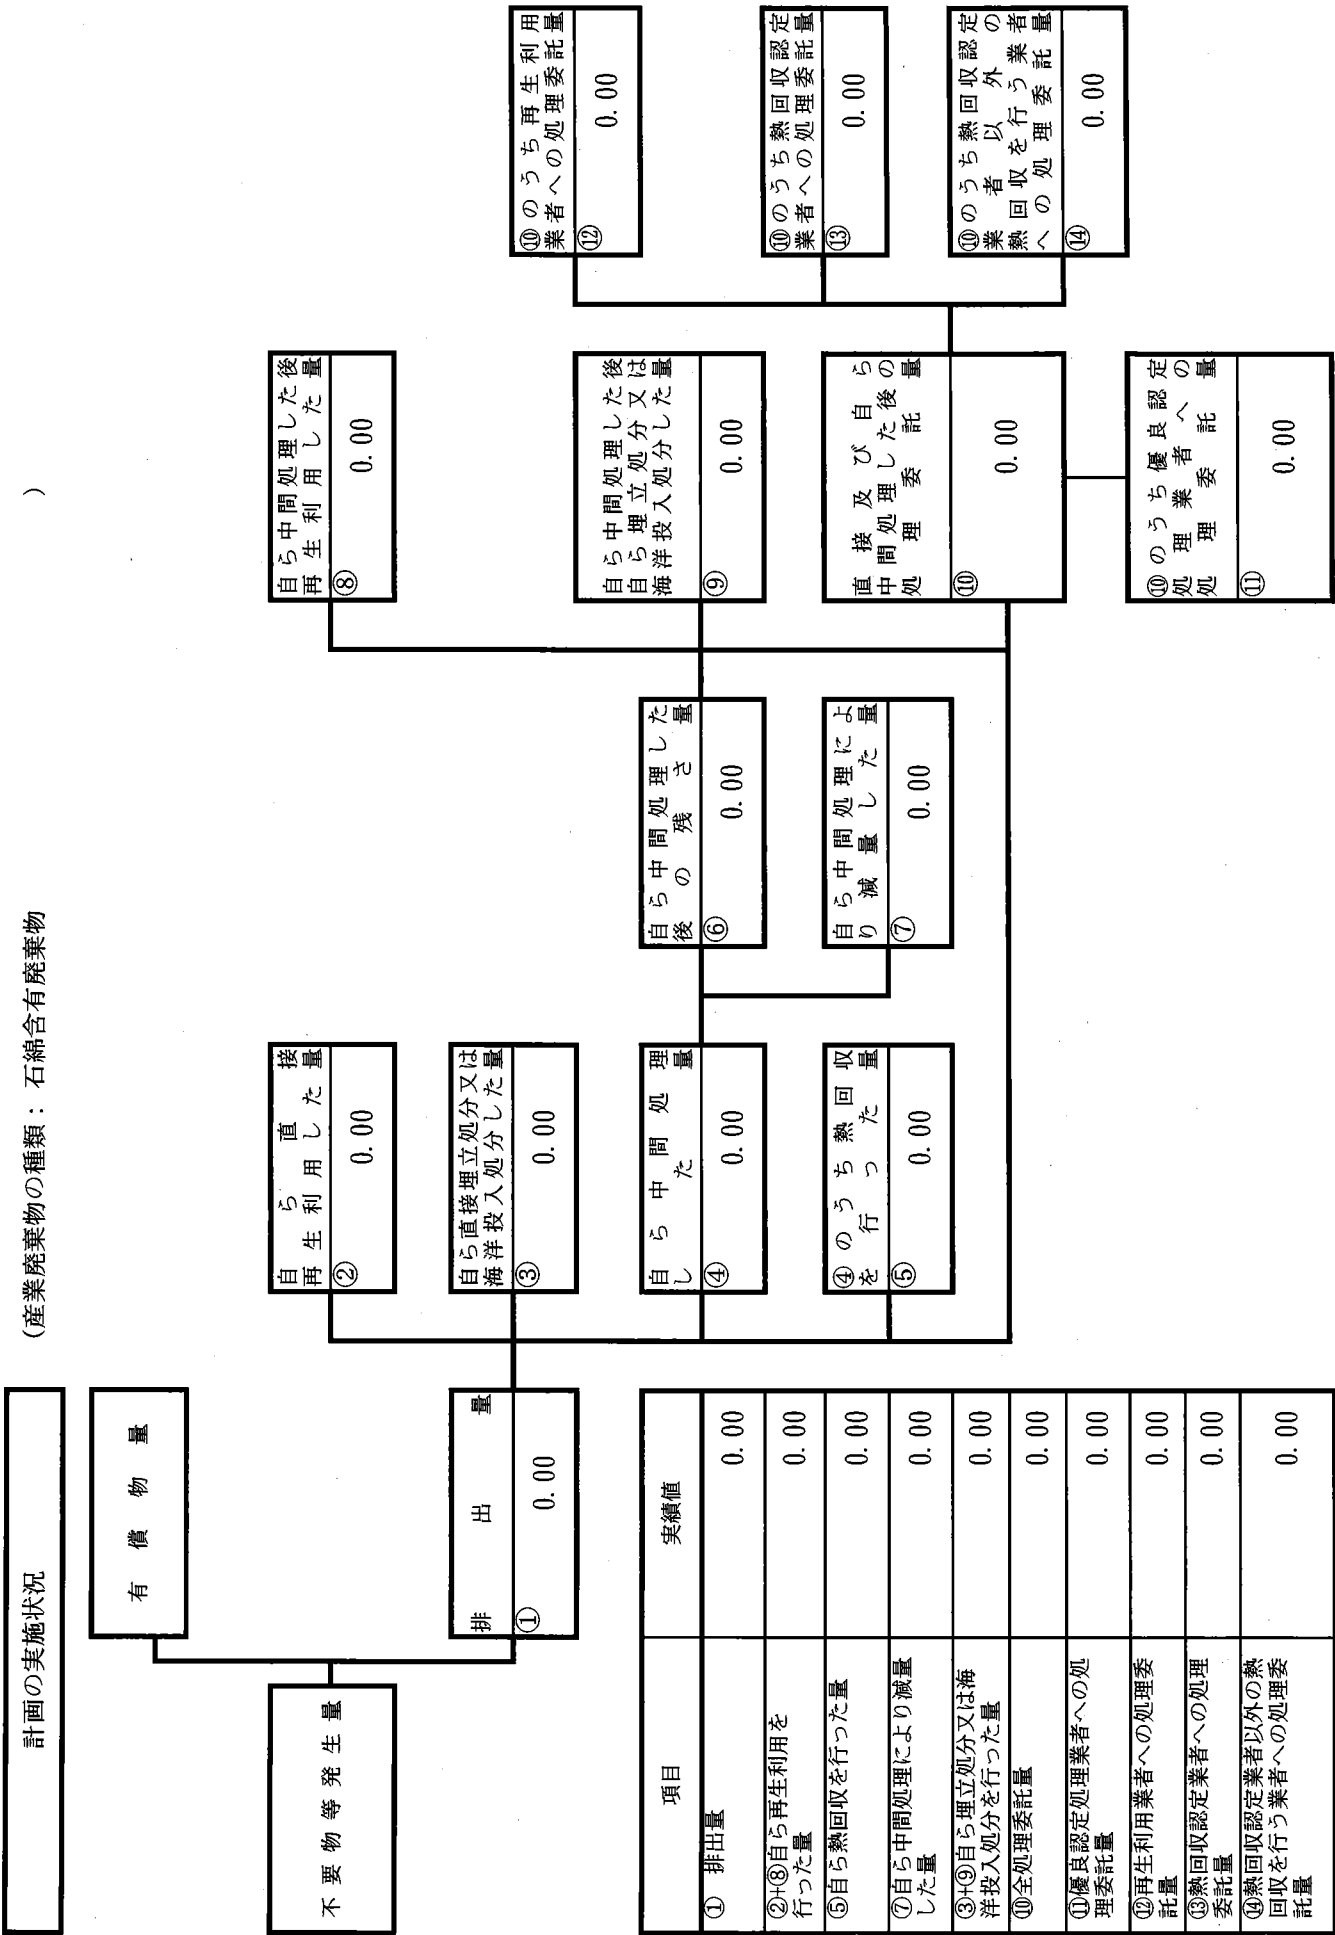 計画の実施状況
（産業廃棄物の種類： 石綿含有廃棄物 ）
有償物量
不要物等発生量
排出量
① 0.00
自ら直接
再生利用した量
② 0.00
自ら直接埋立処分又は
海洋投入処分した量
③ 0.00
自ら中間処理
した量
④ 0.00
④のうち熱回収
を行った量
⑤ 0.00
自ら中間処理した
後の残さ量
⑥ 0.00
自ら中間処理によ
り減量した量
⑦ 0.00
自ら中間処理した後
再生利用した量
⑧ 0.00
自ら中間処理した後
自ら埋立処分又は
海洋投入処分した量
⑨ 0.00
直接及び自ら
中間処理した後の
処理委託量
⑩ 0.00
⑩のうち優良認定
処理業者への
処理委託量
⑪ 0.00
⑩のうち再生利用
業者への処理委託量
⑫ 0.00
⑩のうち熱回収認定
業者への処理委託量
⑬ 0.00
⑩のうち熱回収認定
業者以外の
熱回収を行う業者
への処理委託量
⑭ 0.00
項目 実績値
① 排出量 0.00
②+⑧自ら再生利用を
行った量 0.00
⑤自ら熱回収を行った量 0.00
⑦自ら中間処理により減量
した量 0.00
③+⑨自ら埋立処分又は海
洋投入処分を行った量 0.00
⑩全処理委託量 0.00
⑪優良認定処理業者への処
理委託量 0.00
⑫再生利用業者への処理委
託量 0.00
⑬熱回収認定業者への処理
委託量 0.00
⑭熱回収認定業者以外の熱
回収を行う業者への処理委
託量 0.00